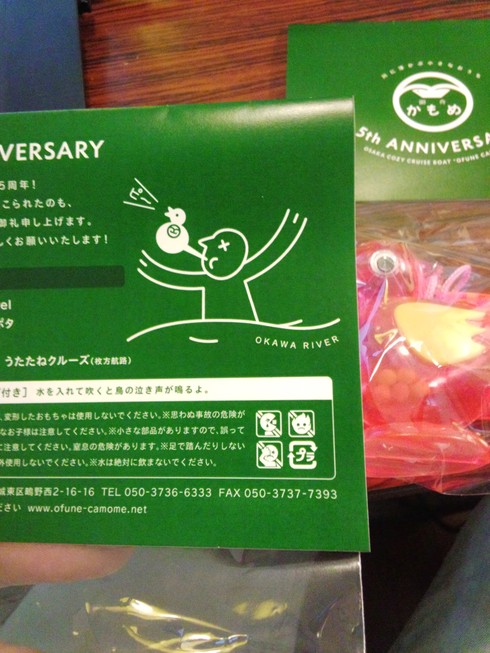 VERSARY
5周年！
こられたのも、
御礼申し上げます。
しくお願いいたします！
el
ポタ
うたたねクルーズ(枚方航路)
OKAWA RIVER
付き］ 水を入れて吹くと鳥の泣き声が鳴るよ。
変形したおもちゃは使用しないでください。※思わぬ事故の危険が
なお子様は注意してください。※小さな部品がありますので、誤って
に注意してください。窒息の危険があります。※足で踏んだりしない
外使用しないでください。※水は絶対に飲まないでください。
プラ
城東区鴫野西2-16-16 TEL 050-3736-6333 FAX 050-3737-7393
ださい www.ofune-camome.net
かもめ
5th ANNIVERSA
OSAKA COZY CRUISE BOAT "OFUNE CA